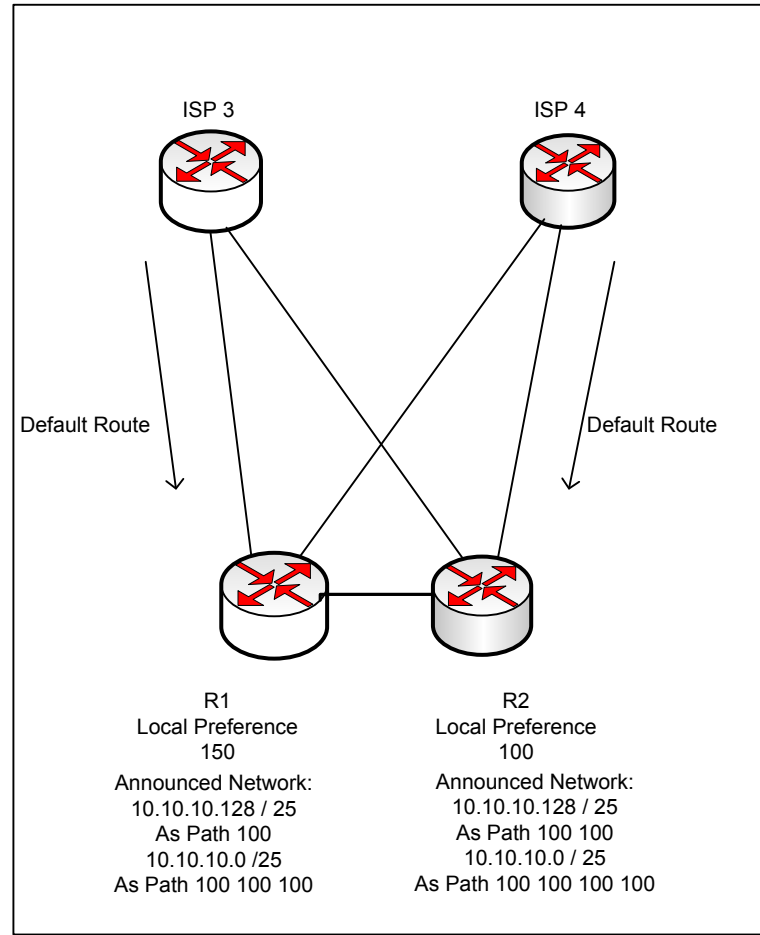 ISP 3
ISP 4
Default Route
Default Route
R1
Local Preference
150
Announced Network:
10.10.10.128 / 25
As Path 100
10.10.10.0 /25
As Path 100 100 100
R2
Local Preference
100
Announced Network:
10.10.10.128 / 25
As Path 100 100
10.10.10.0 / 25
As Path 100 100 100 100